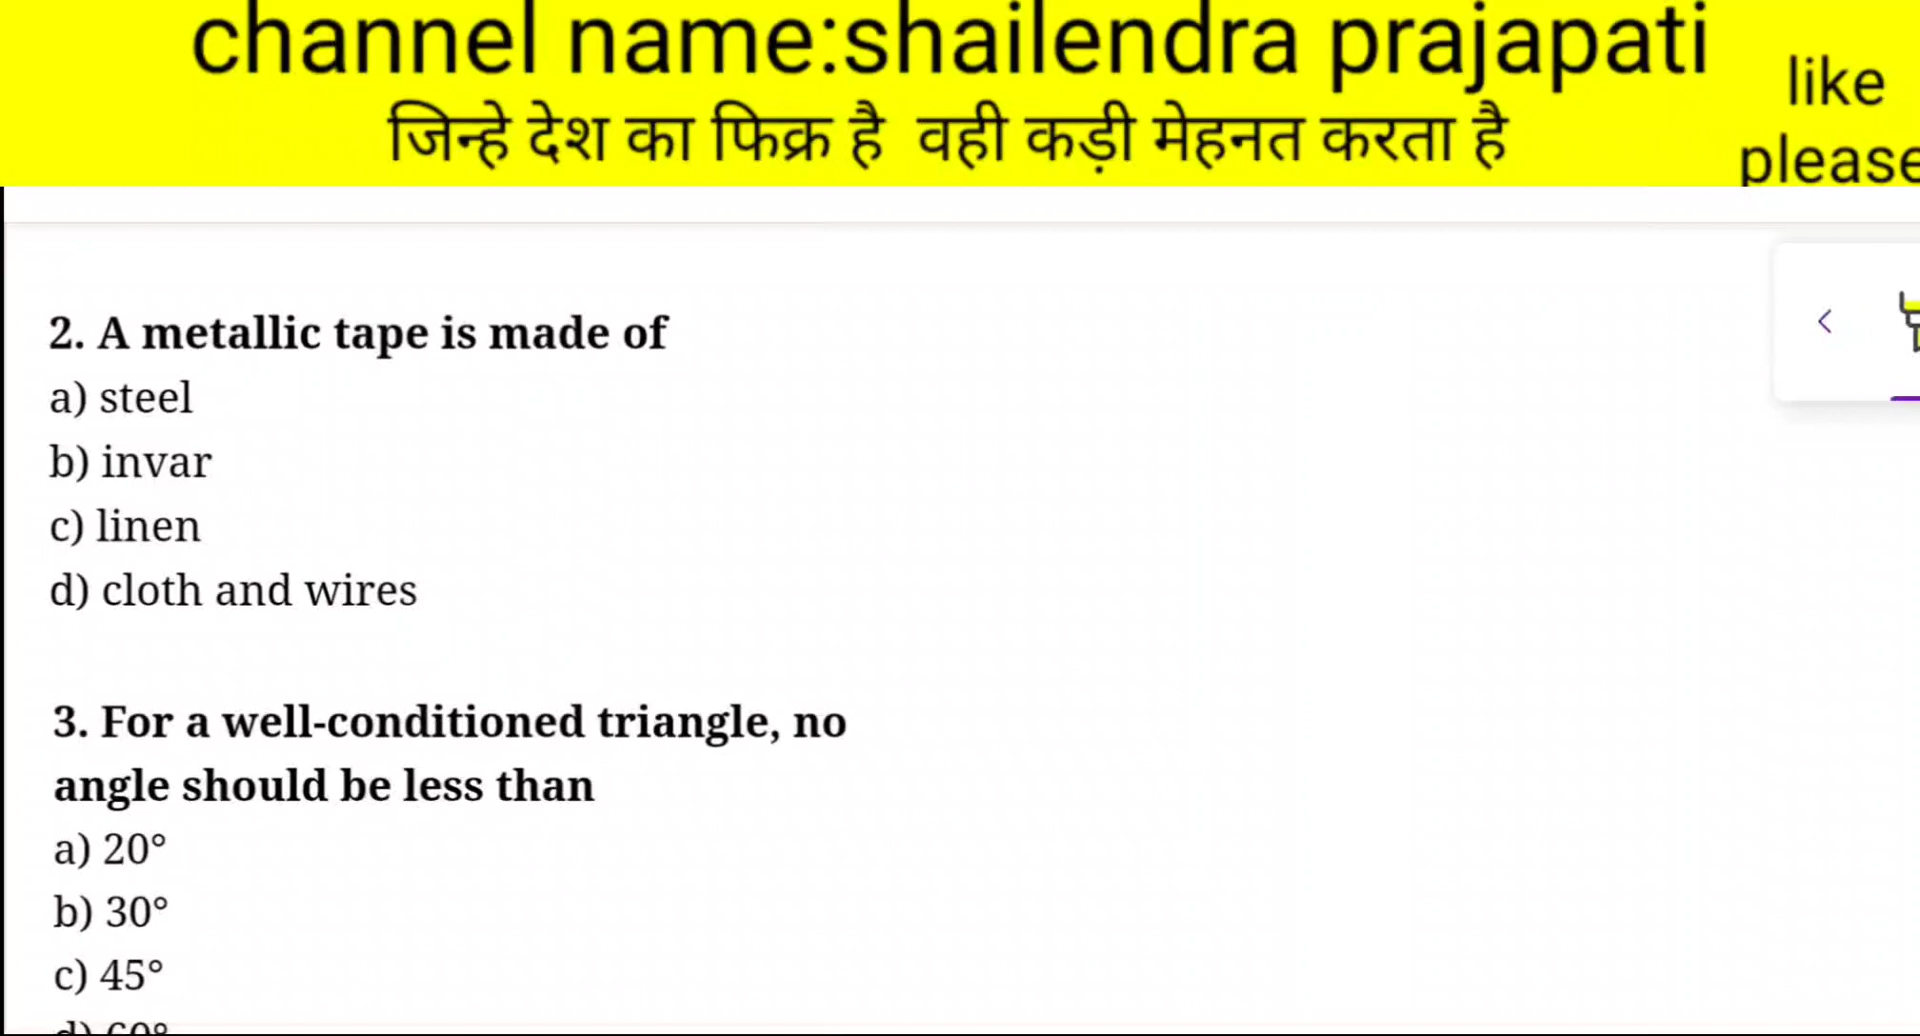 channel name:shailendra prajapati
like
जिन्हे देश का फिक्र है वही कड़ी मेहनत करता है
please
2. A metallic tape is made of
a) steel
b) invar
c) linen
d) cloth and wires
3. For a well-conditioned triangle, no
angle should be less than
a) 20°
b) 30°
c) 45°
d) 60°